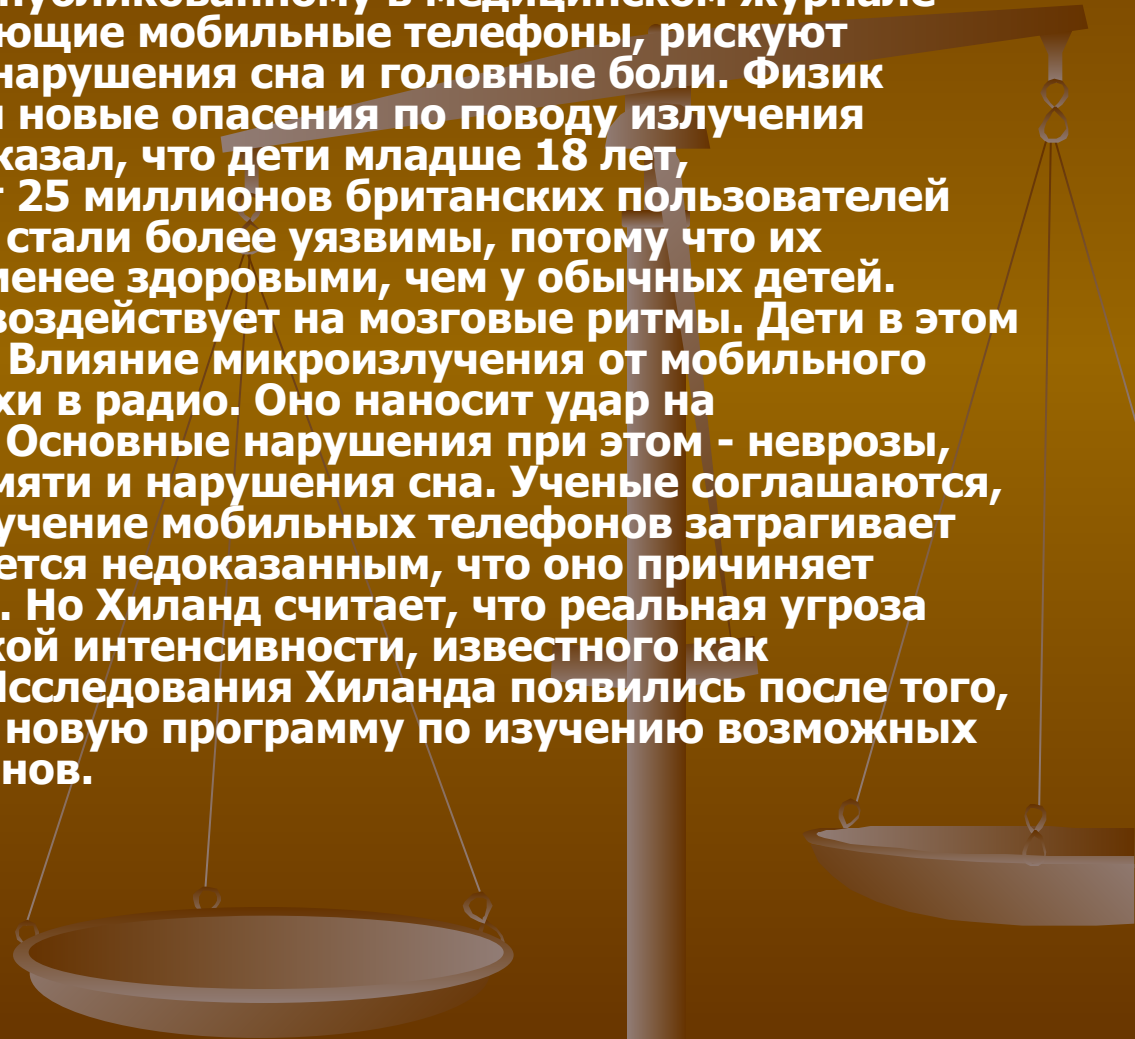 опубликованному в медицинском журнале
ющие мобильные телефоны, рискуют
нарушения сна и головные боли. Физик
новые опасения по поводу излучения
казал, что дети младше 18 лет,
25 миллионов британских пользователей
стали более уязвимы, потому что их
менее здоровыми, чем у обычных детей.
воздействует на мозговые ритмы. Дети в этом
Влияние микроизлучения от мобильного
хи в радио. Оно наносит удар на
Основные нарушения при этом - неврозы,
мяти и нарушения сна. Ученые соглашаются,
учение мобильных телефонов затрагивает
ется недоказанным, что оно причиняет
. Но Хиланд считает, что реальная угроза
кой интенсивности, известного как
Исследования Хиланда появились после того,
новую программу по изучению возможных
нов.